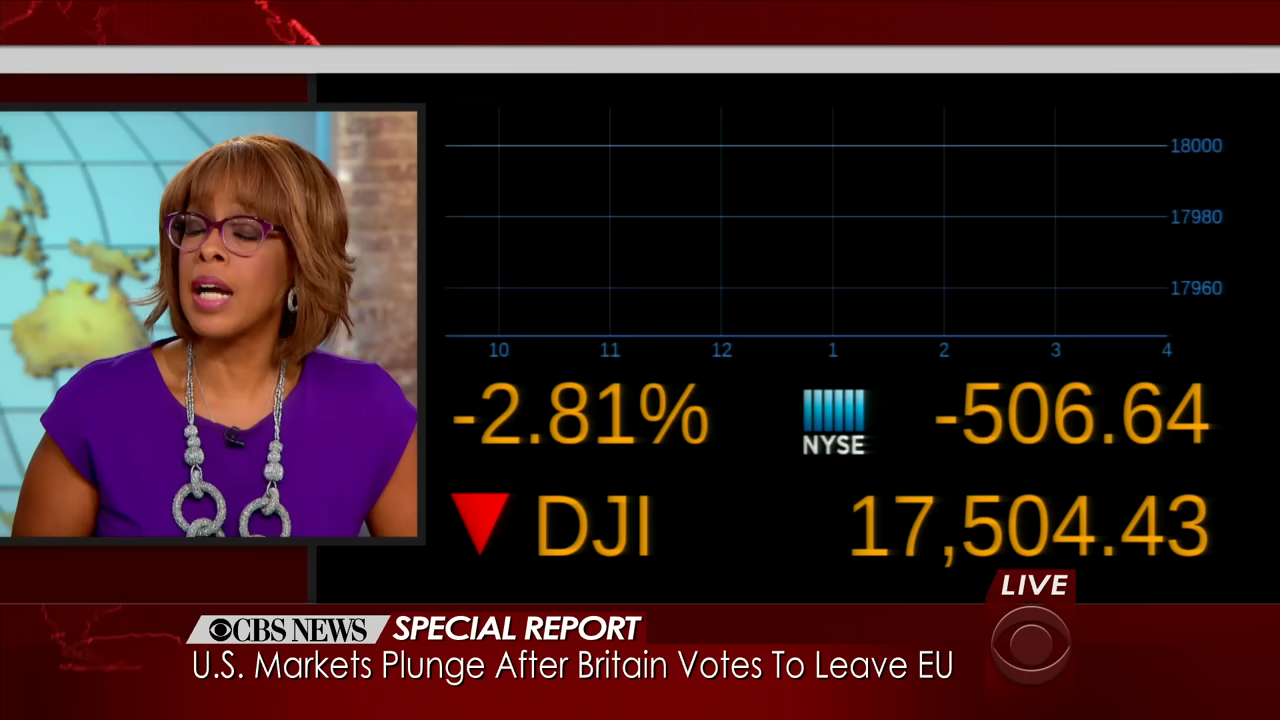 18000
17980
17960
10 11 12 1 2 3 4
-2.81% NYSE -506.64
DJI 17,504.43
LIVE
CBS NEWS SPECIAL REPORT
U.S. Markets Plunge After Britain Votes To Leave EU